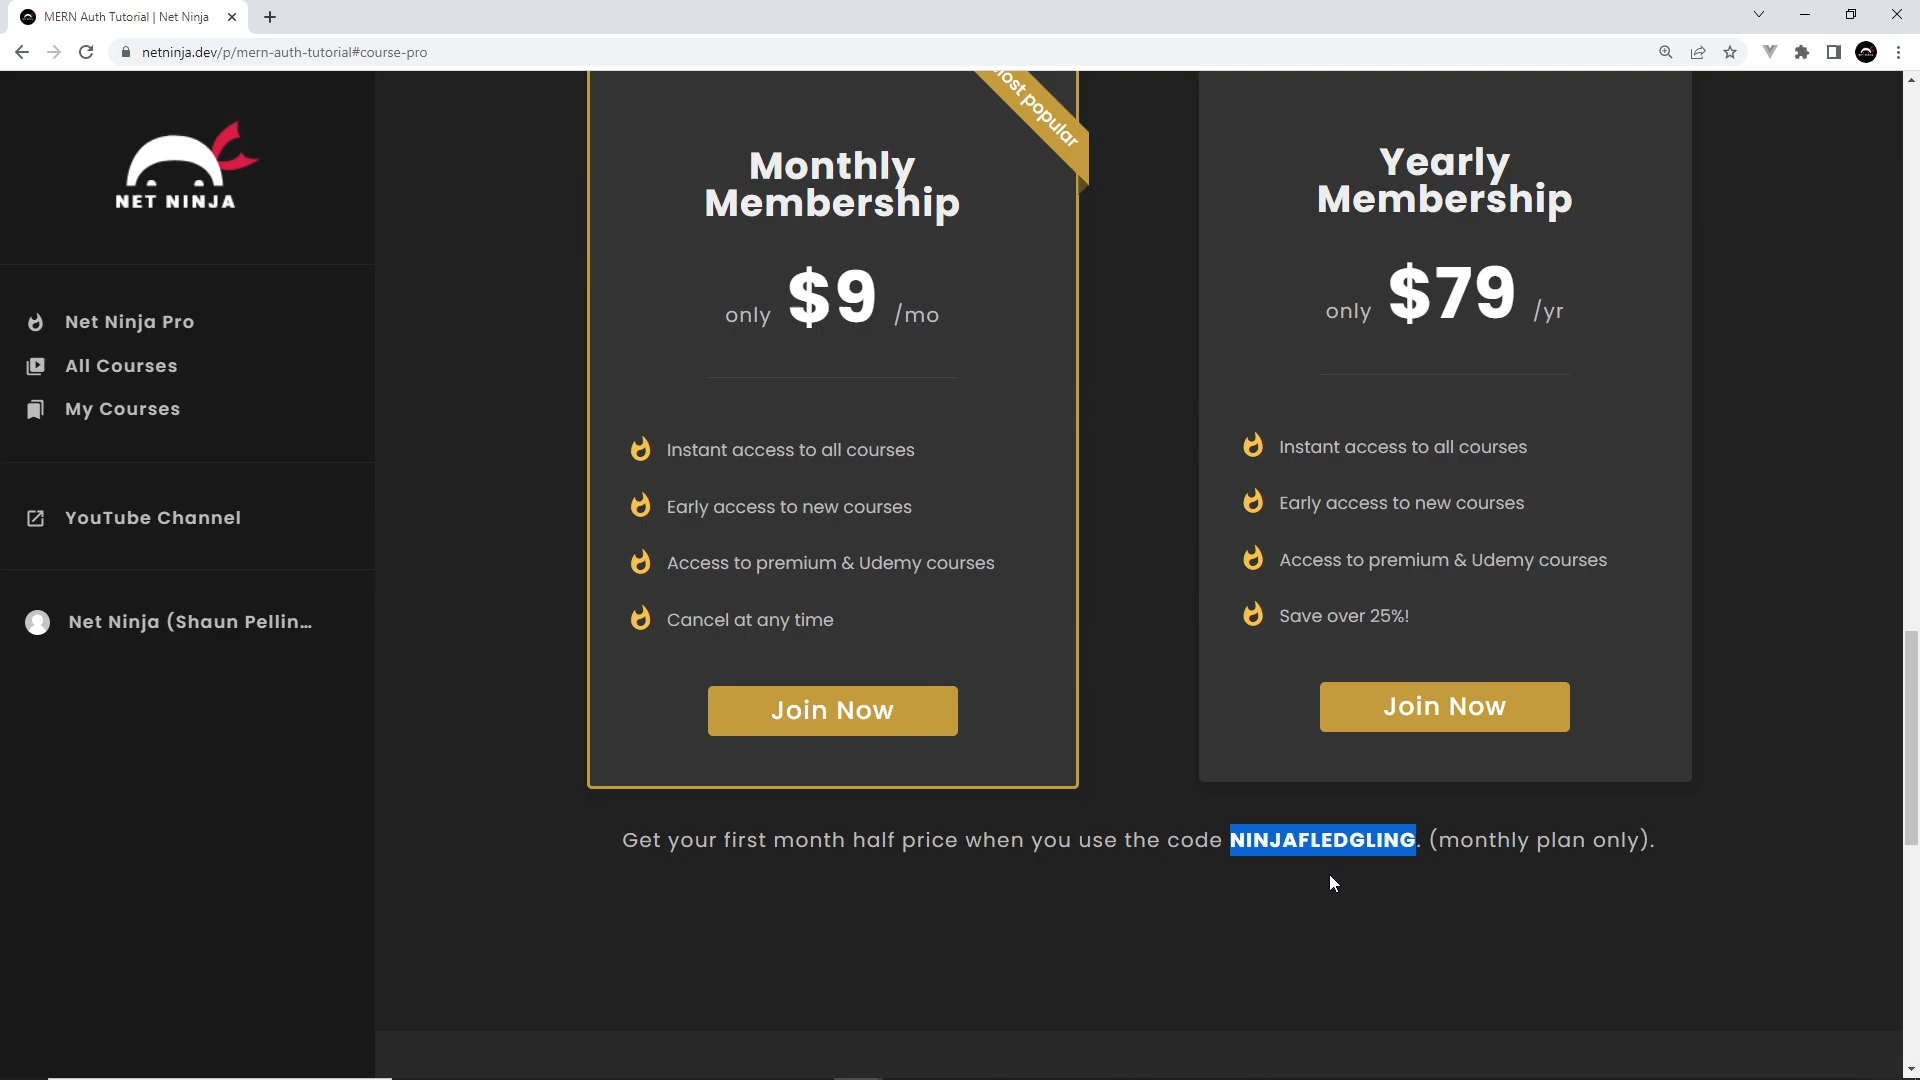 MERN Auth Tutorial | Net Ninja
netninja.dev/p/mern-auth-tutorial#course-pro
NET NINJA
Net Ninja Pro
All Courses
My Courses
YouTube Channel
Net Ninja (Shaun Pellin...
most popular
Monthly
Membership
only $9 /mo
Instant access to all courses
Early access to new courses
Access to premium & Udemy courses
Cancel at any time
Join Now
Yearly
Membership
only $79 /yr
Instant access to all courses
Early access to new courses
Access to premium & Udemy courses
Save over 25%!
Join Now
Get your first month half price when you use the code NINJAFLEDGLING. (monthly plan only).